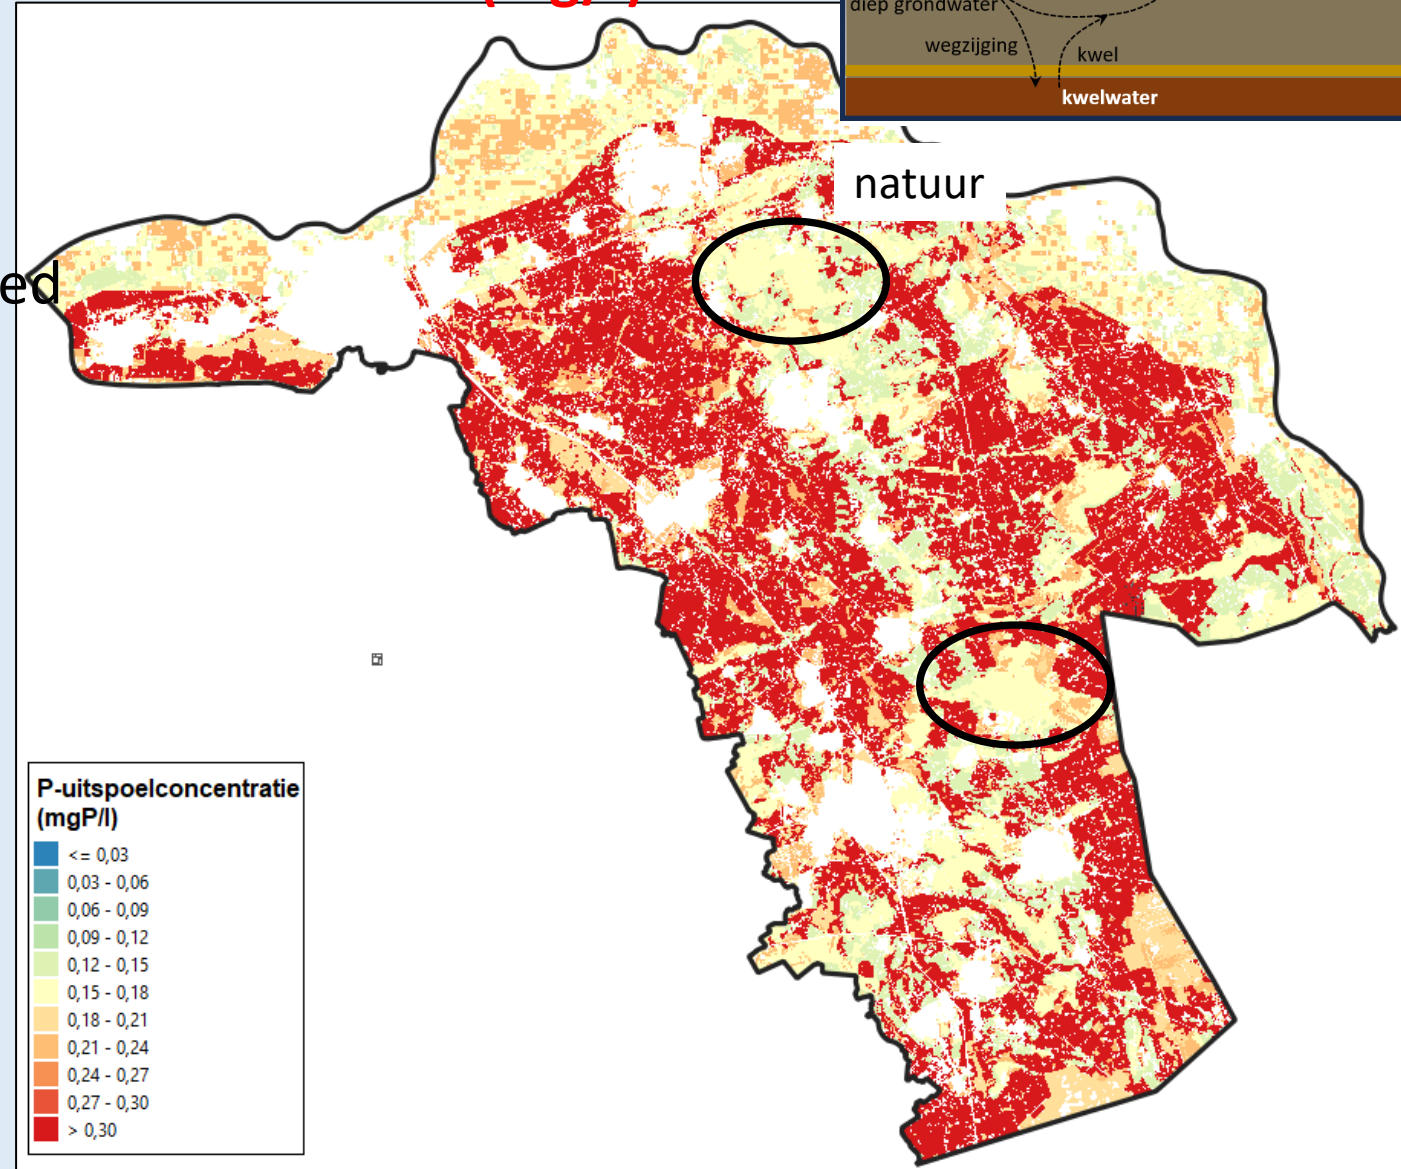 diep grondwater
wegzijging
kwel
kwelwater
natuur
ed
P-uitspoelconcentratie
(mgP/l)
<= 0,03
0,03 - 0,06
0,06 - 0,09
0,09 - 0,12
0,12 - 0,15
0,15 - 0,18
0,18 - 0,21
0,21 - 0,24
0,24 - 0,27
0,27 - 0,30
> 0,30